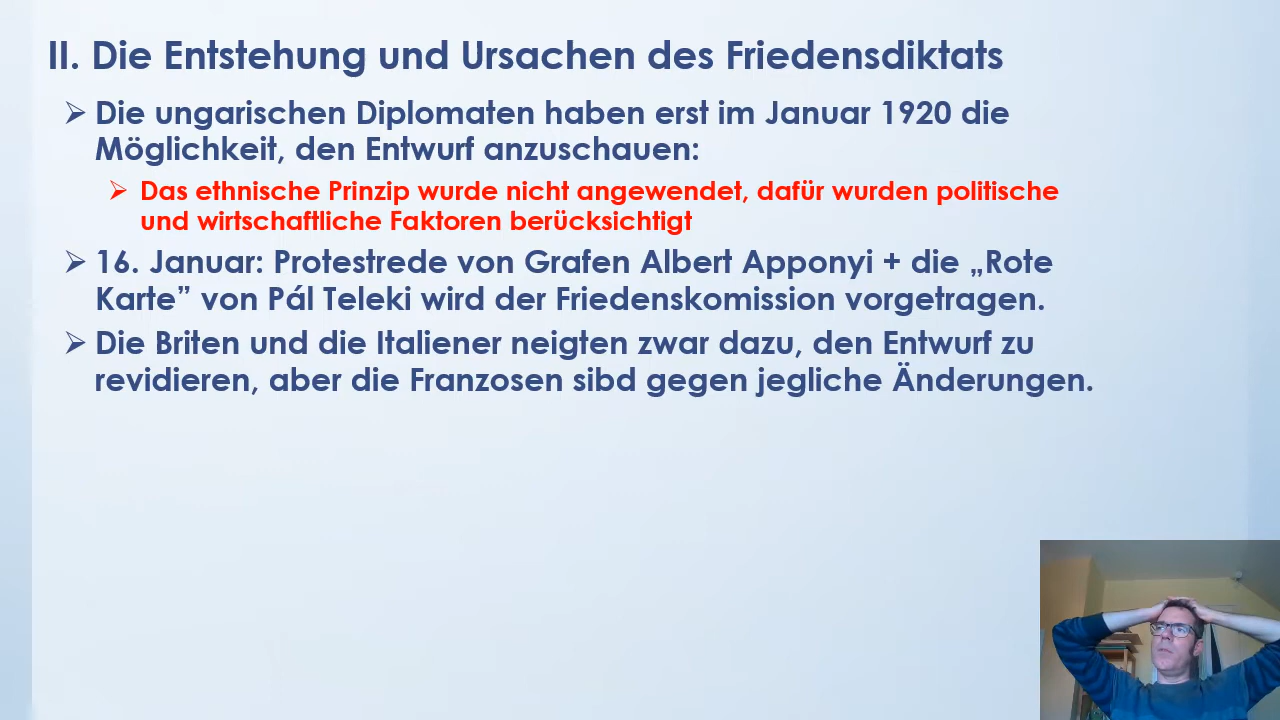 II. Die Entstehung und Ursachen des Friedensdiktats
Die ungarischen Diplomaten haben erst im Januar 1920 die
Möglichkeit, den Entwurf anzuschauen:
Das ethnische Prinzip wurde nicht angewendet, dafür wurden politische
und wirtschaftliche Faktoren berücksichtigt
16. Januar: Protestrede von Grafen Albert Apponyi + die „Rote
Karte” von Pál Teleki wird der Friedenskomission vorgetragen.
Die Briten und die Italiener neigten zwar dazu, den Entwurf zu
revidieren, aber die Franzosen sibd gegen jegliche Änderungen.